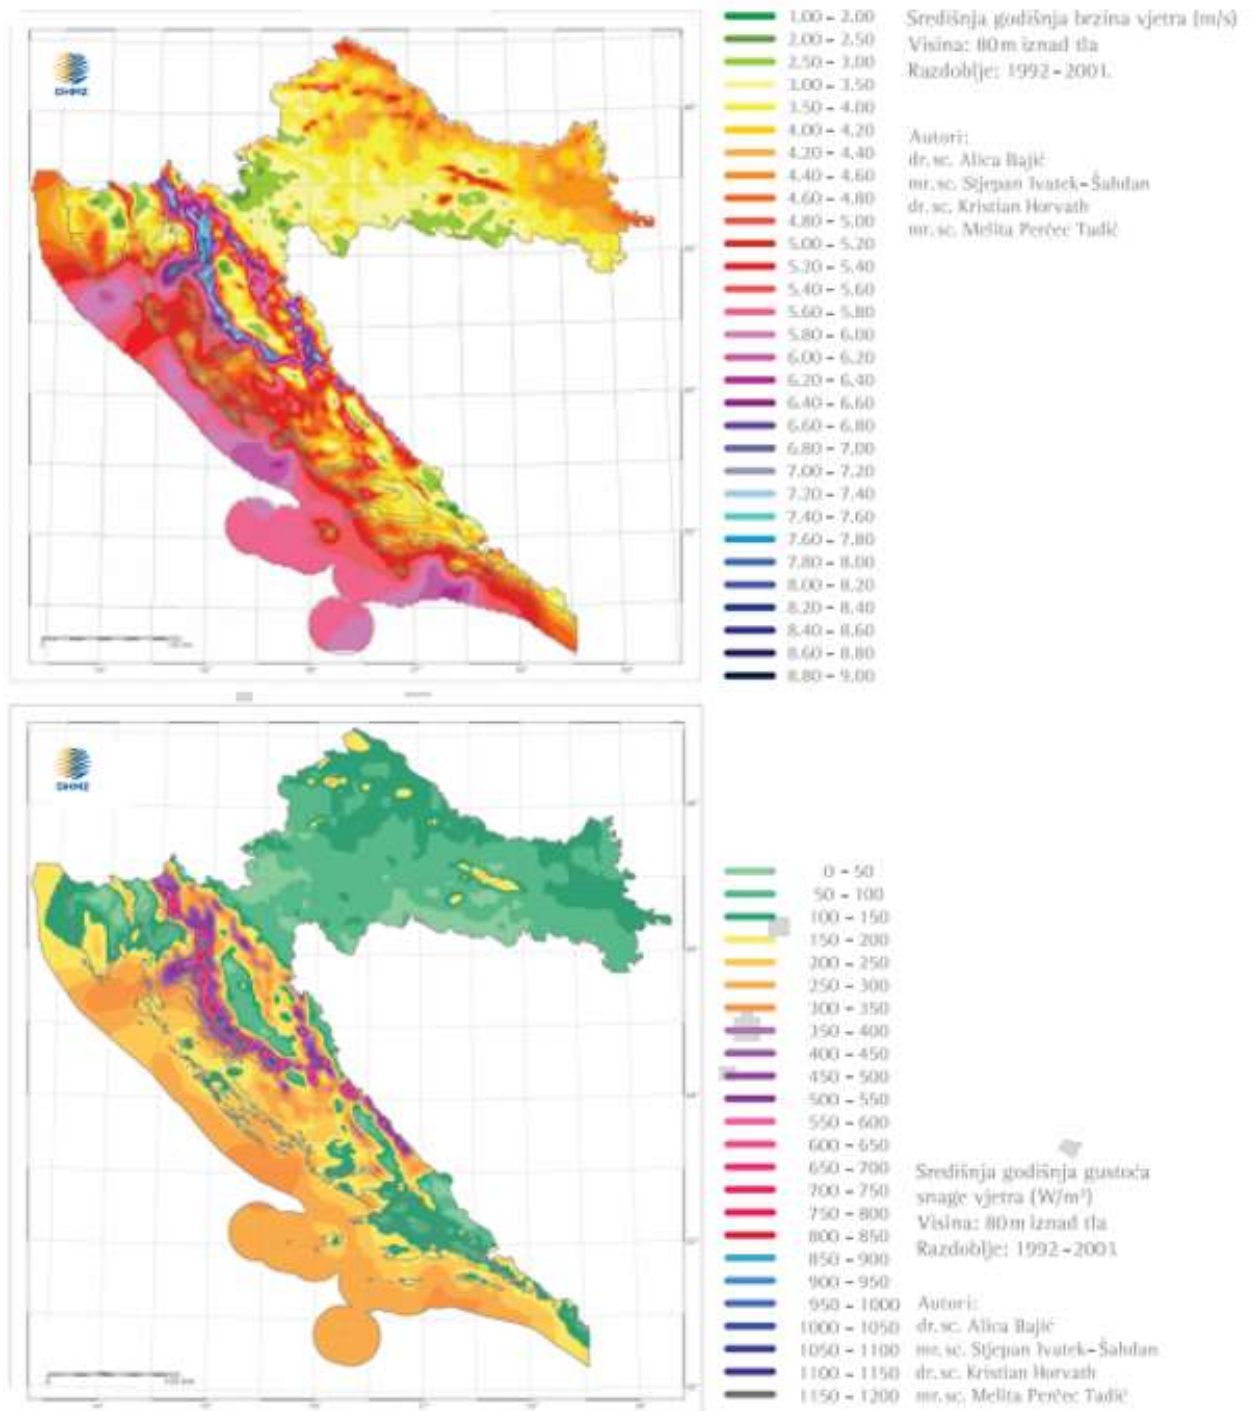 DHMZ
1.00 - 2.00
2.00 - 2.50
2.50 - 3.00
3.00 - 3.50
3.50 - 4.00
4.00 - 4.20
4.20 - 4.40
4.40 - 4.60
4.60 - 4.80
4.80 - 5.00
5.00 - 5.20
5.20 - 5.40
5.40 - 5.60
5.60 - 5.80
5.80 - 6.00
6.00 - 6.20
6.20 - 6.40
6.40 - 6.60
6.60 - 6.80
6.80 - 7.00
7.00 - 7.20
7.20 - 7.40
7.40 - 7.60
7.60 - 7.80
7.80 - 8.00
8.00 - 8.20
8.20 - 8.40
8.40 - 8.60
8.60 - 8.80
8.80 - 9.00
Središnja godišnja brzina vjetra (m/s)
Visina: 80 m iznad tla
Razdoblje: 1992 - 2001.
Autori:
dr. sc. Alica Bajić
mr. sc. Stjepan Ivatek-Šahdan
dr. sc. Kristian Horvath
mr. sc. Melita Perčec Tadić
DHMZ
0 - 50
50 - 100
100 - 150
150 - 200
200 - 250
250 - 300
300 - 350
350 - 400
400 - 450
450 - 500
500 - 550
550 - 600
600 - 650
650 - 700
700 - 750
750 - 800
800 - 850
850 - 900
900 - 950
950 - 1000
1000 - 1050
1050 - 1100
1100 - 1150
1150 - 1200
Središnja godišnja gustoća
snage vjetra (W/m²)
Visina: 80 m iznad tla
Razdoblje: 1992 - 2001
Autori:
dr. sc. Alica Bajić
mr. sc. Stjepan Ivatek-Šahdan
dr. sc. Kristian Horvath
mr. sc. Melita Perčec Tadić